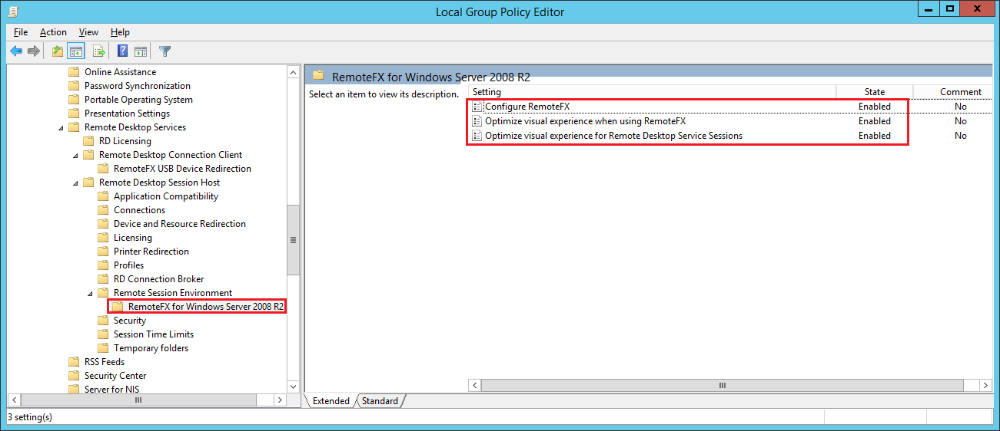 Local Group Policy Editor
File Action View Help
Online Assistance
Password Synchronization
Portable Operating System
Presentation Settings
Remote Desktop Services
RD Licensing
Remote Desktop Connection Client
RemoteFX USB Device Redirection
Remote Desktop Session Host
Application Compatibility
Connections
Device and Resource Redirection
Licensing
Printer Redirection
Profiles
RD Connection Broker
Remote Session Environment
RemoteFX for Windows Server 2008 R2
Security
Session Time Limits
Temporary folders
RSS Feeds
Security Center
Server for NIS
RemoteFX for Windows Server 2008 R2
Select an item to view its description.
Setting State Comment
Configure RemoteFX Enabled No
Optimize visual experience when using RemoteFX Enabled No
Optimize visual experience for Remote Desktop Service Sessions Enabled No
Extended Standard
3 setting(s)